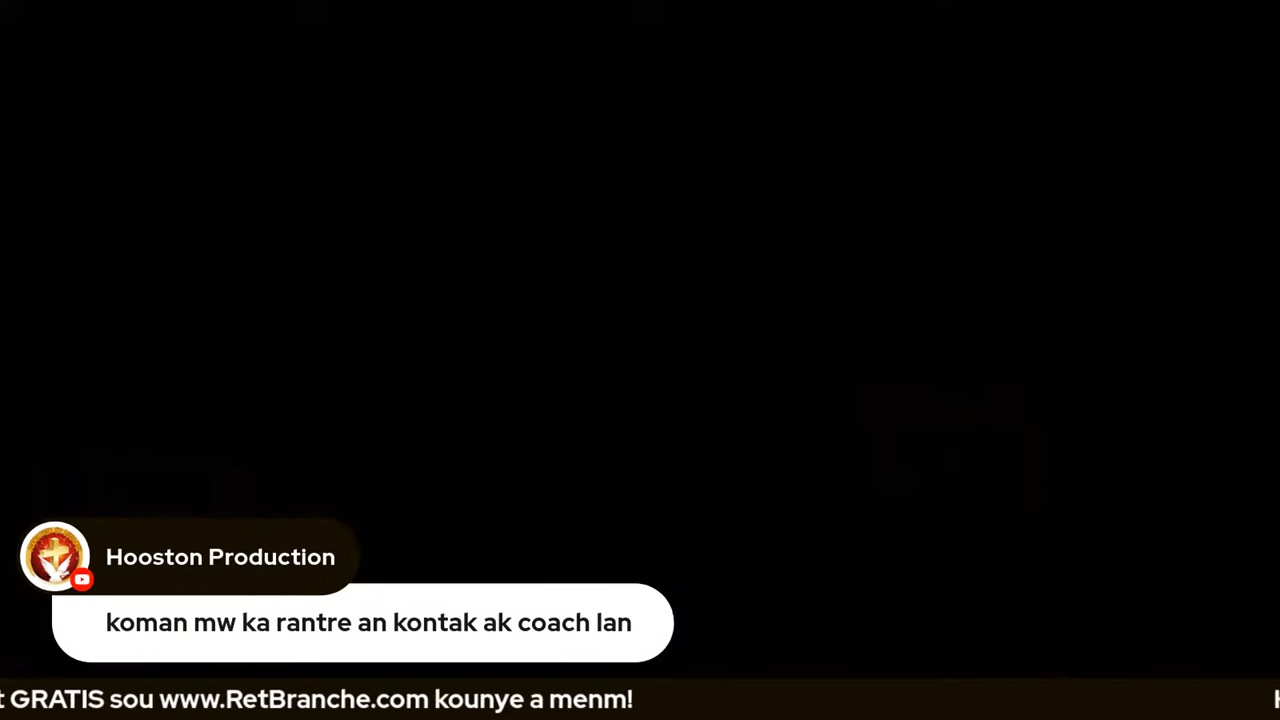 Hooston Production
koman mw ka rantre an kontak ak coach lan
GRATIS sou www.RetBranche.com kounye a menm!